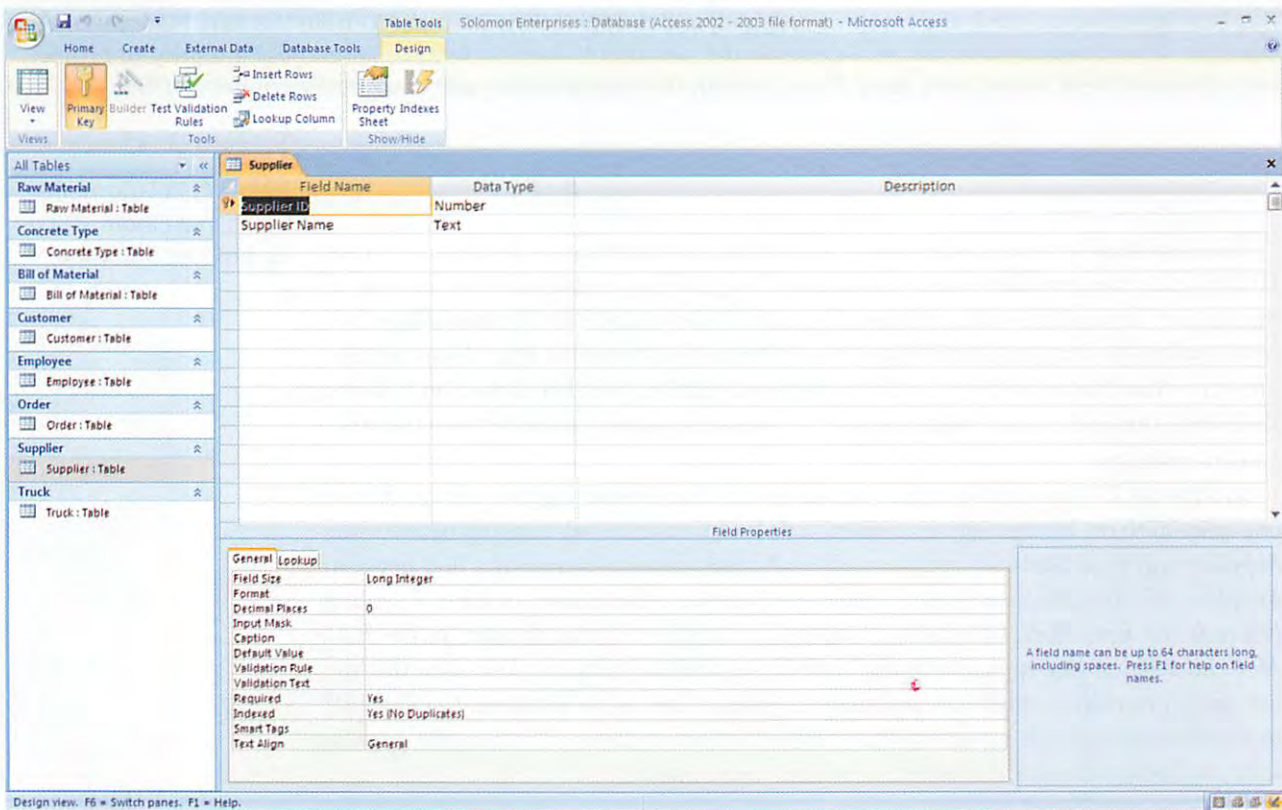 Table Tools Solomon Enterprises : Database (Access 2002 - 2003 file format) - Microsoft Access
Home Create External Data Database Tools Design
View
Primary Key
Builder
Test Validation Rules
Insert Rows
Delete Rows
Lookup Column
Property Sheet
Indexes
Views Tools Show/Hide
All Tables
Raw Material
Raw Material : Table
Concrete Type
Concrete Type : Table
Bill of Material
Bill of Material : Table
Customer
Customer : Table
Employee
Employee : Table
Order
Order : Table
Supplier
Supplier : Table
Truck
Truck : Table
Supplier
Field Name Data Type Description
Supplier ID Number
Supplier Name Text
Field Properties
General Lookup
Field Size Long Integer
Format
Decimal Places 0
Input Mask
Caption
Default Value
Validation Rule
Validation Text
Required Yes
Indexed Yes (No Duplicates)
Smart Tags
Text Align General
A field name can be up to 64 characters long,
including spaces. Press F1 for help on field
names.
Design view. F6 = Switch panes. F1 = Help.